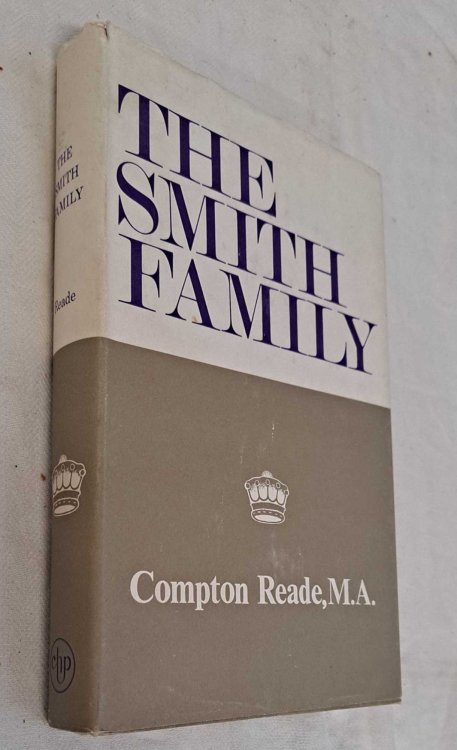 THE
SMITH
FAMILY
Compton Reade, M.A.
THE
SMITH
FAMILY
Reade
chp